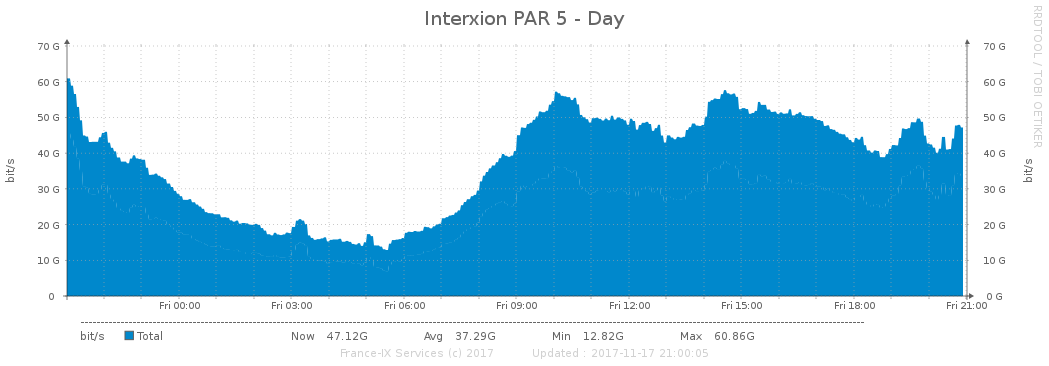 Interxion PAR 5 - Day
RRDTOOL / TOBI OETIKER
bit/s
70 G 70 G
60 G 60 G
50 G 50 G
40 G 40 G
30 G 30 G
20 G 20 G
10 G 10 G
0 0 G
bit/s
Fri 00:00 Fri 03:00 Fri 06:00 Fri 09:00 Fri 12:00 Fri 15:00 Fri 18:00 Fri 21:00
bit/s Total Now 47.12G Avg 37.29G Min 12.82G Max 60.86G
France-IX Services (c) 2017 Updated : 2017-11-17 21:00:05